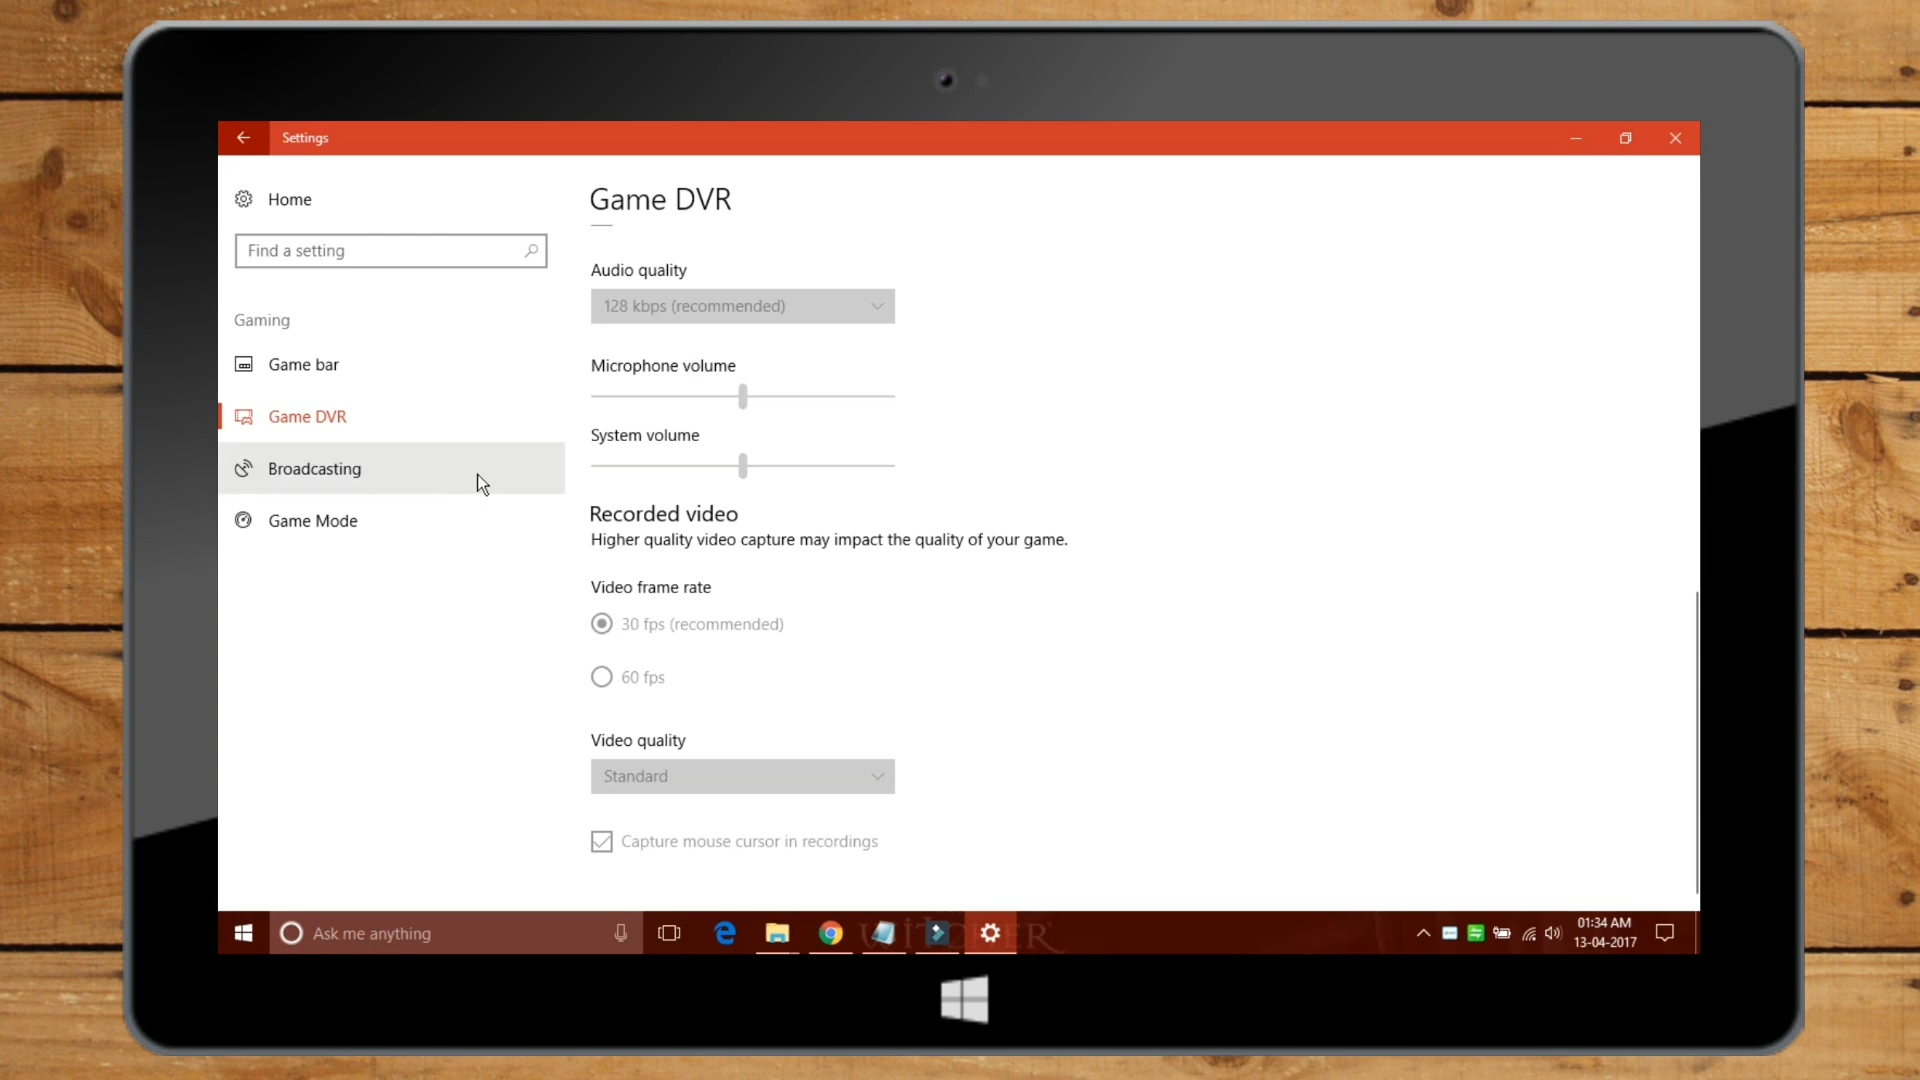 Settings
Home
Find a setting
Gaming
Game bar
Game DVR
Broadcasting
Game Mode
Game DVR
Audio quality
128 kbps (recommended)
Microphone volume
System volume
Recorded video
Higher quality video capture may impact the quality of your game.
Video frame rate
30 fps (recommended)
60 fps
Video quality
Standard
Capture mouse cursor in recordings
Ask me anything
01:34 AM
13-04-2017